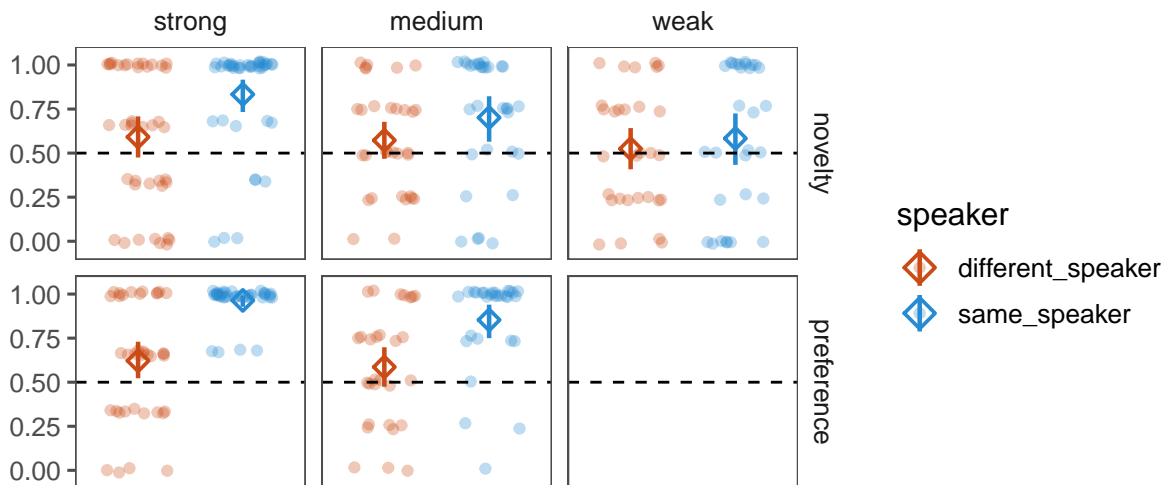 strong medium weak
1.00
0.75
0.50
0.25
0.00
novelty
1.00
0.75
0.50
0.25
0.00
preference
speaker
different_speaker
same_speaker